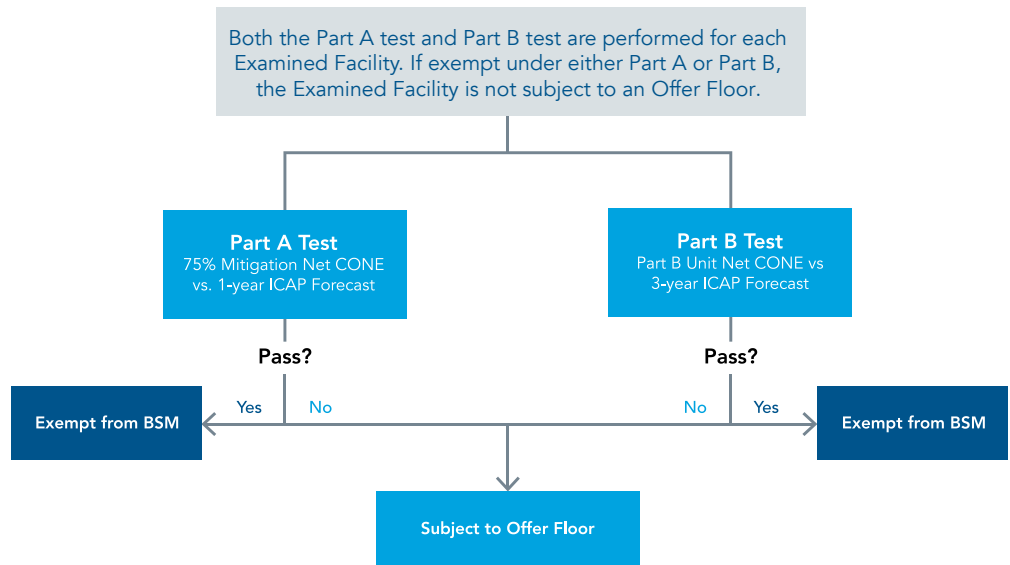 Both the Part A test and Part B test are performed for each
Examined Facility. If exempt under either Part A or Part B,
the Examined Facility is not subject to an Offer Floor.
Part A Test
75% Mitigation Net CONE
vs. 1-year ICAP Forecast
Part B Test
Part B Unit Net CONE vs
3-year ICAP Forecast
Pass?
Pass?
Exempt from BSM
Yes
No
No
Yes
Exempt from BSM
Subject to Offer Floor